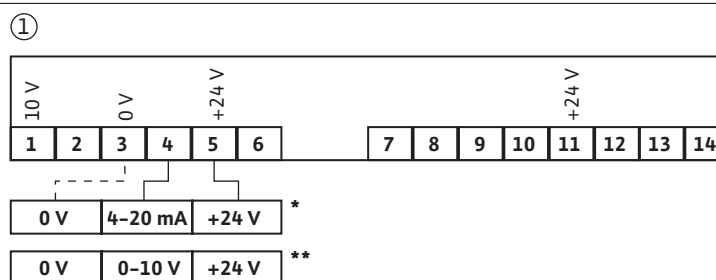 ①
10 V 0 V +24 V +24 V
1 2 3 4 5 6 7 8 9 10 11 12 13 14
0 V 4–20 mA +24 V *
0 V 0–10 V +24 V **